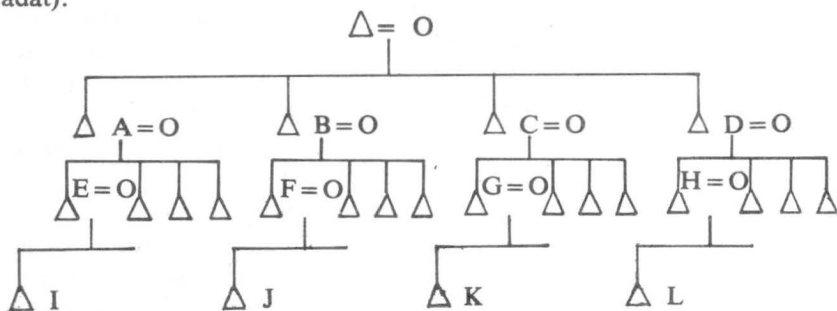 adat).
Δ = O
Δ A = O Δ B = O Δ C = O Δ D = O
Δ E = O Δ Δ Δ Δ F = O Δ Δ Δ Δ G = O Δ Δ Δ Δ H = O Δ Δ Δ
Δ I Δ J Δ K Δ L